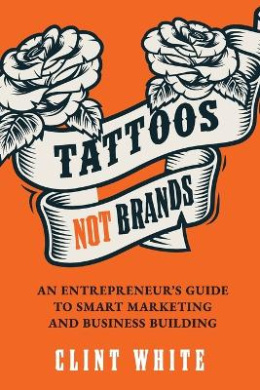 TATTOOS
NOT BRANDS
AN ENTREPRENEUR'S GUIDE
TO SMART MARKETING
AND BUSINESS BUILDING
CLINT WHITE